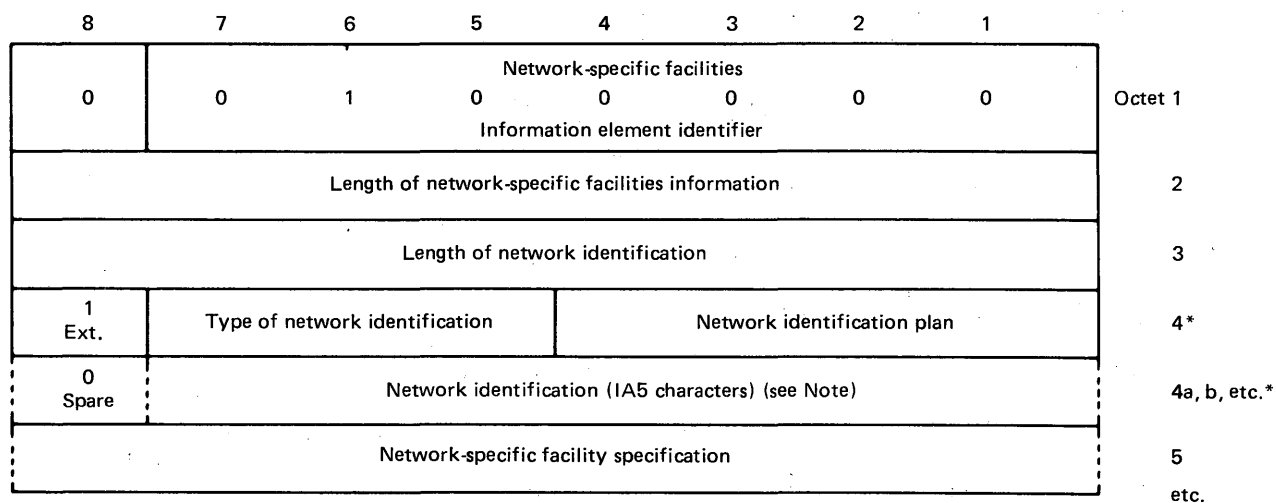 8 7 6 5 4 3 2 1
Network-specific facilities
0 0 1 0 0 0 0 0 Octet 1
Information element identifier
Length of network-specific facilities information 2
Length of network identification 3
1
Ext. Type of network identification Network identification plan 4*
0
Spare Network identification (IA5 characters) (see Note) 4a, b, etc.*
Network-specific facility specification 5
etc.